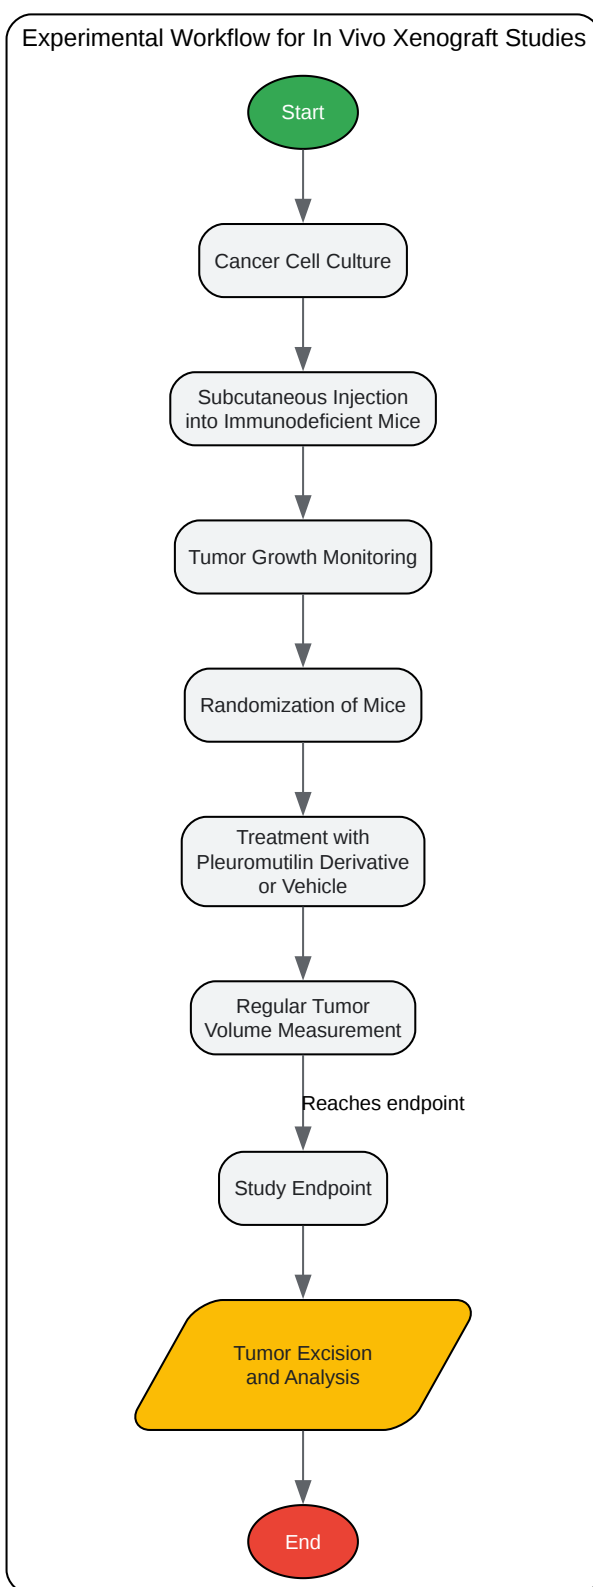 Experimental Workflow for In Vivo Xenograft Studies
Start
Cancer Cell Culture
Subcutaneous Injection
into Immunodeficient Mice
Tumor Growth Monitoring
Randomization of Mice
Treatment with
Pleuromutilin Derivative
or Vehicle
Regular Tumor
Volume Measurement
Reaches endpoint
Study Endpoint
Tumor Excision
and Analysis
End